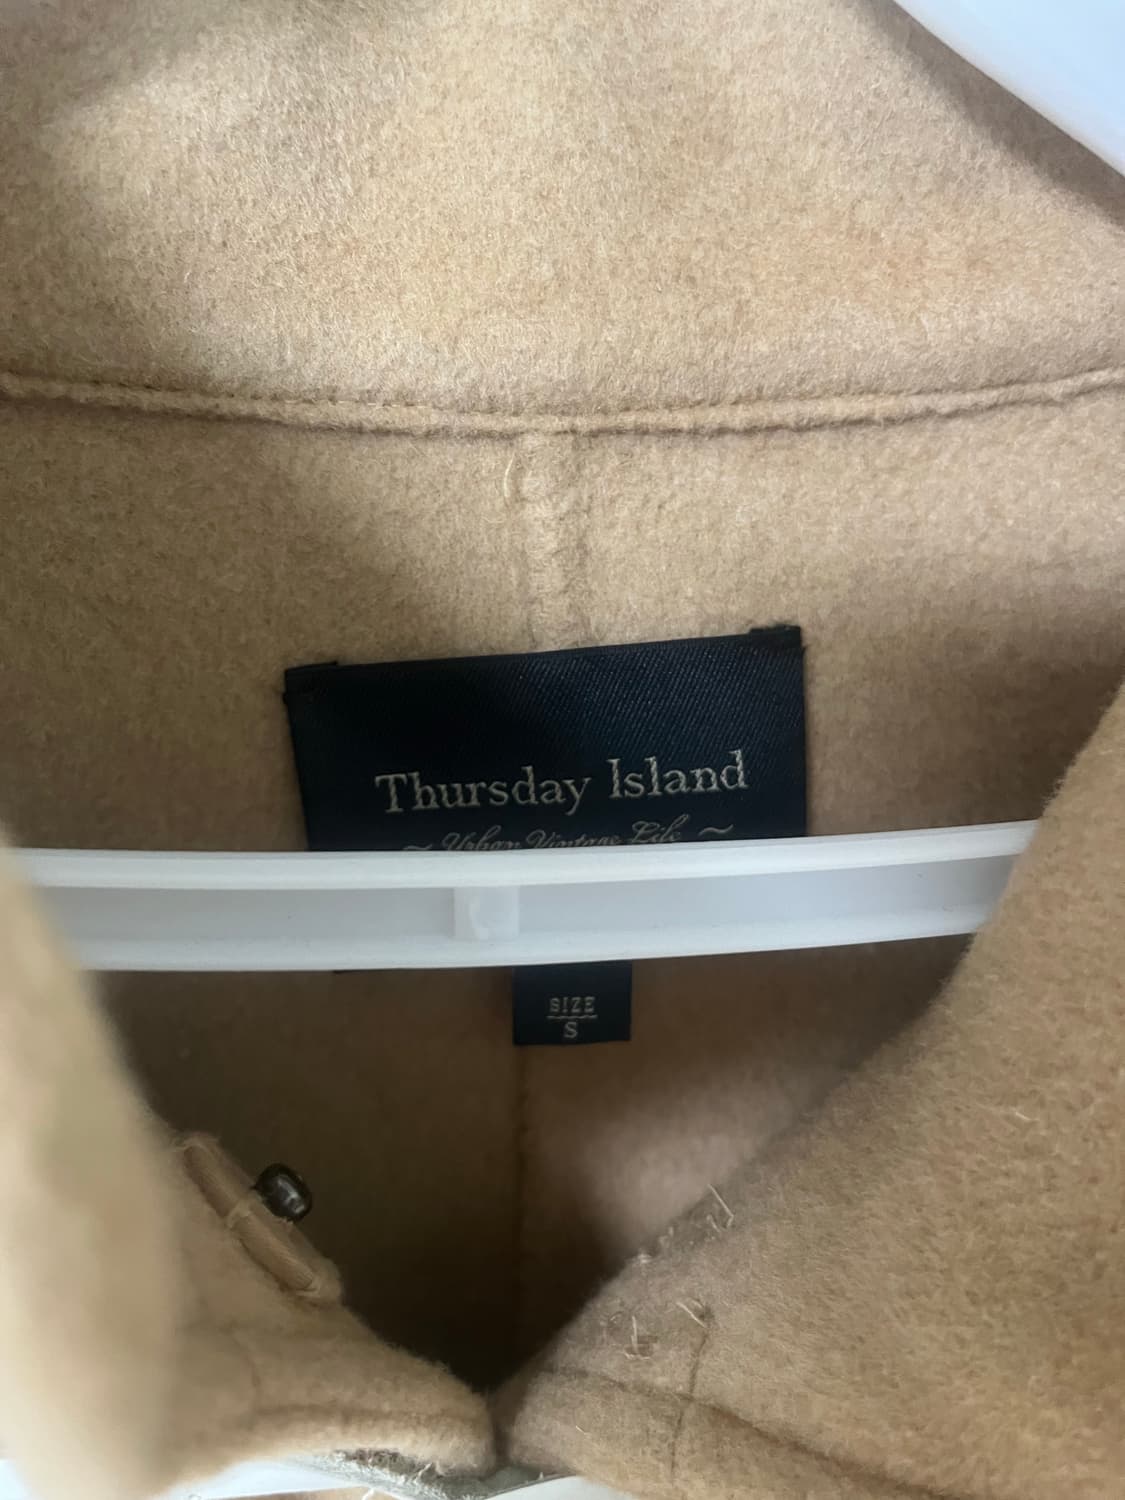 Thursday Island
~ Urban Vintage Life ~
SIZE
S